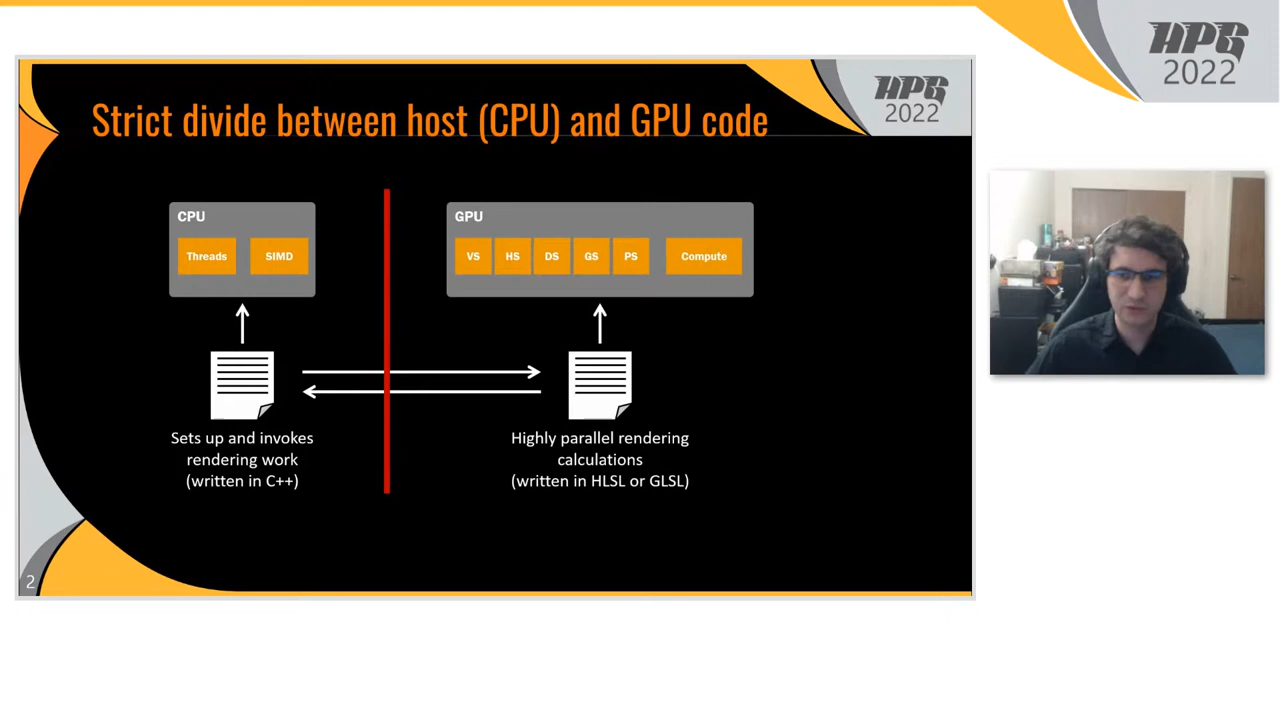 HPG
2022
HPG
2022
Strict divide between host (CPU) and GPU code
CPU
Threads
SIMD
GPU
VS
HS
DS
GS
PS
Compute
Sets up and invokes
rendering work
(written in C++)
Highly parallel rendering
calculations
(written in HLSL or GLSL)
2